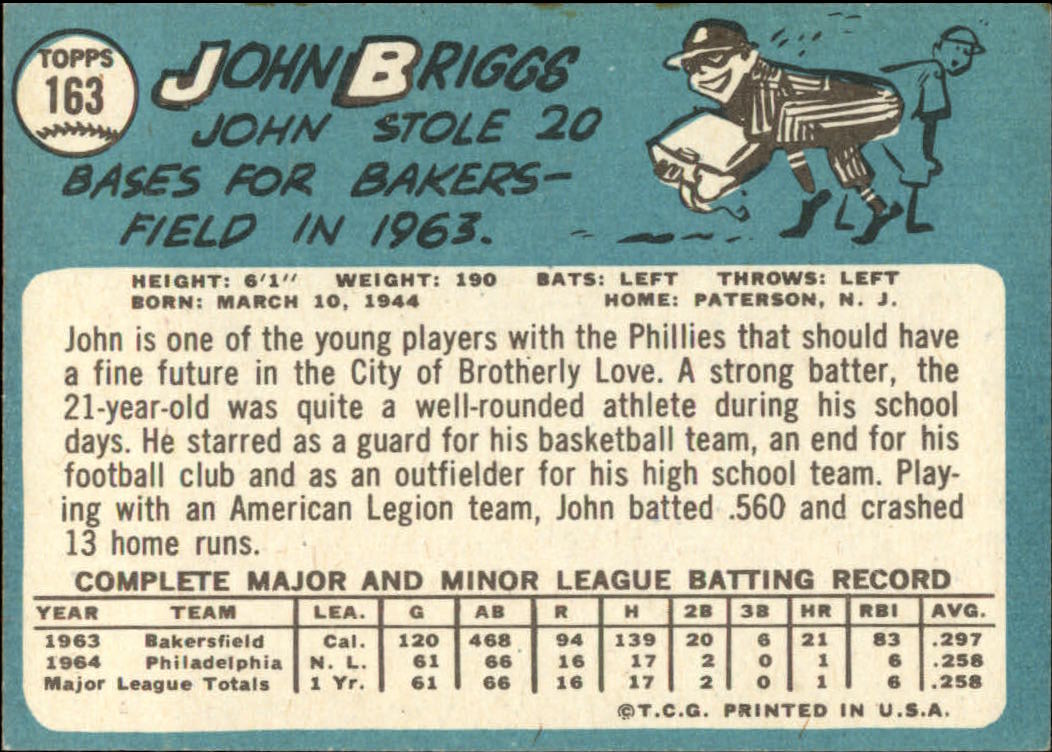 TOPPS
163
JOHN BRIGGS
JOHN STOLE 20
BASES FOR BAKERS-
FIELD IN 1963.
HEIGHT: 6'1" WEIGHT: 190 BATS: LEFT THROWS: LEFT
BORN: MARCH 10, 1944 HOME: PATERSON, N. J.
John is one of the young players with the Phillies that should have
a fine future in the City of Brotherly Love. A strong batter, the
21-year-old was quite a well-rounded athlete during his school
days. He starred as a guard for his basketball team, an end for his
football club and as an outfielder for his high school team. Play-
ing with an American Legion team, John batted .560 and crashed
13 home runs.
COMPLETE MAJOR AND MINOR LEAGUE BATTING RECORD
YEAR TEAM LEA. G AB R H 2B 3B HR RBI AVG.
1963 Bakersfield Cal. 120 468 94 139 20 6 21 83 .297
1964 Philadelphia N. L. 61 66 16 17 2 0 1 6 .258
Major League Totals 1 Yr. 61 66 16 17 2 0 1 6 .258
©T.C.G. PRINTED IN U.S.A.